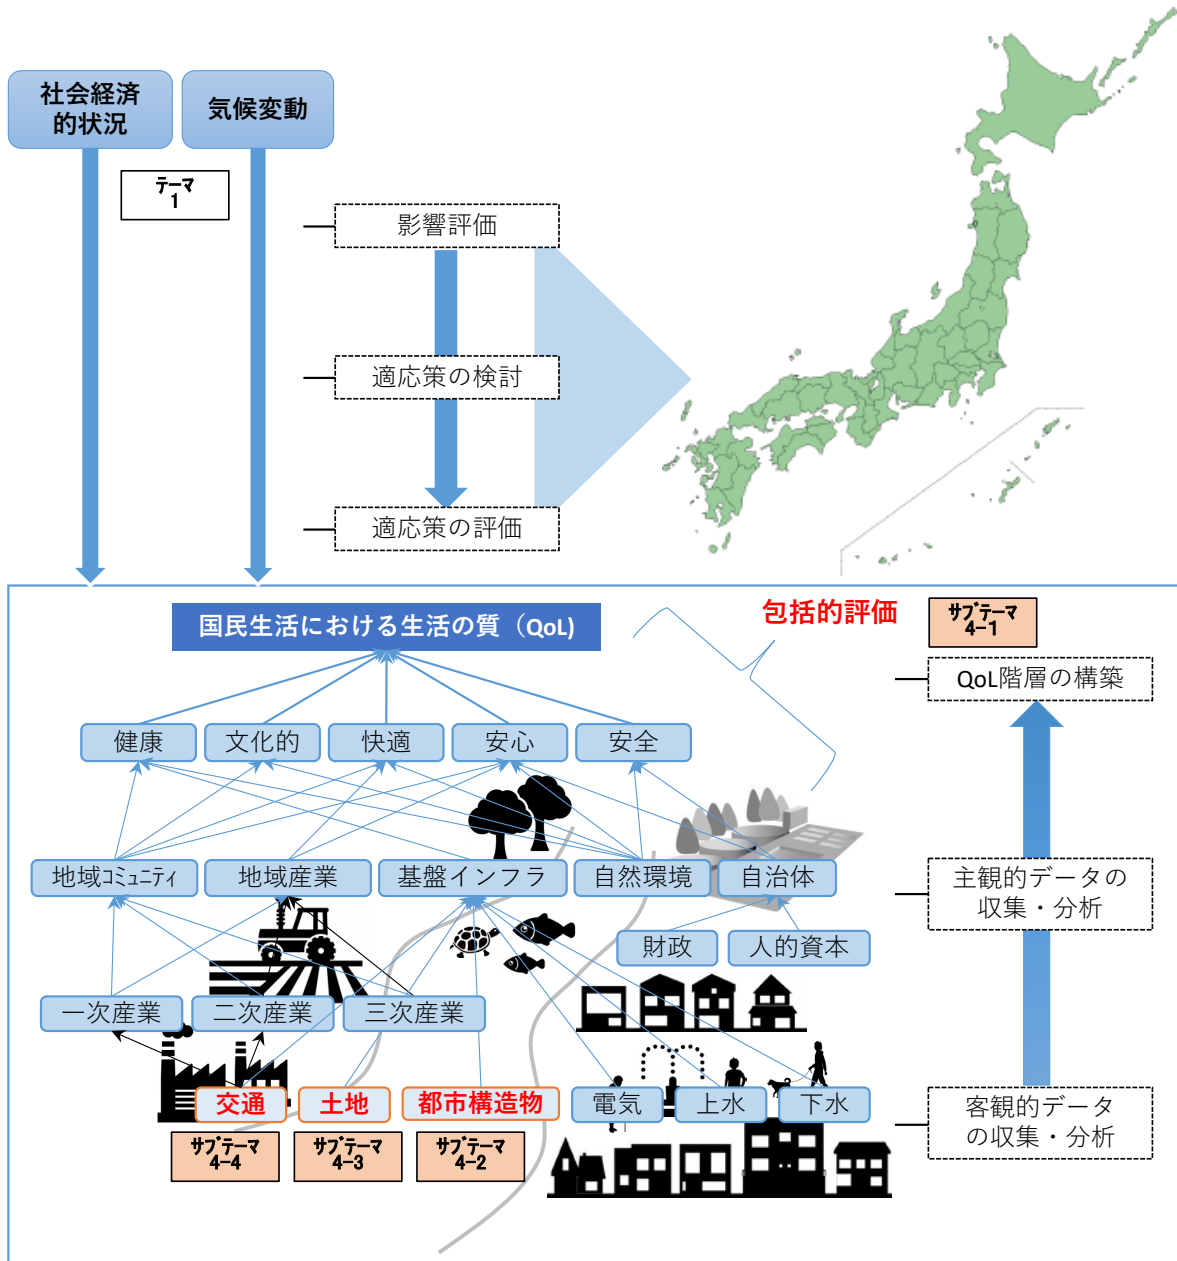 社会経済
的状況
気候変動
ﾃｰﾏ
1
影響評価
適応策の検討
適応策の評価
国民生活における生活の質（QoL)
包括的評価
ｻﾌﾞﾃｰﾏ
4-1
QoL階層の構築
健康
文化的
快適
安心
安全
地域ｺﾐｭﾆﾃｨ
地域産業
基盤インフラ
自然環境
自治体
主観的データの
収集・分析
財政
人的資本
一次産業
二次産業
三次産業
交通
土地
都市構造物
電気
上水
下水
客観的データ
の収集・分析
ｻﾌﾞﾃｰﾏ
4-4
ｻﾌﾞﾃｰﾏ
4-3
ｻﾌﾞﾃｰﾏ
4-2